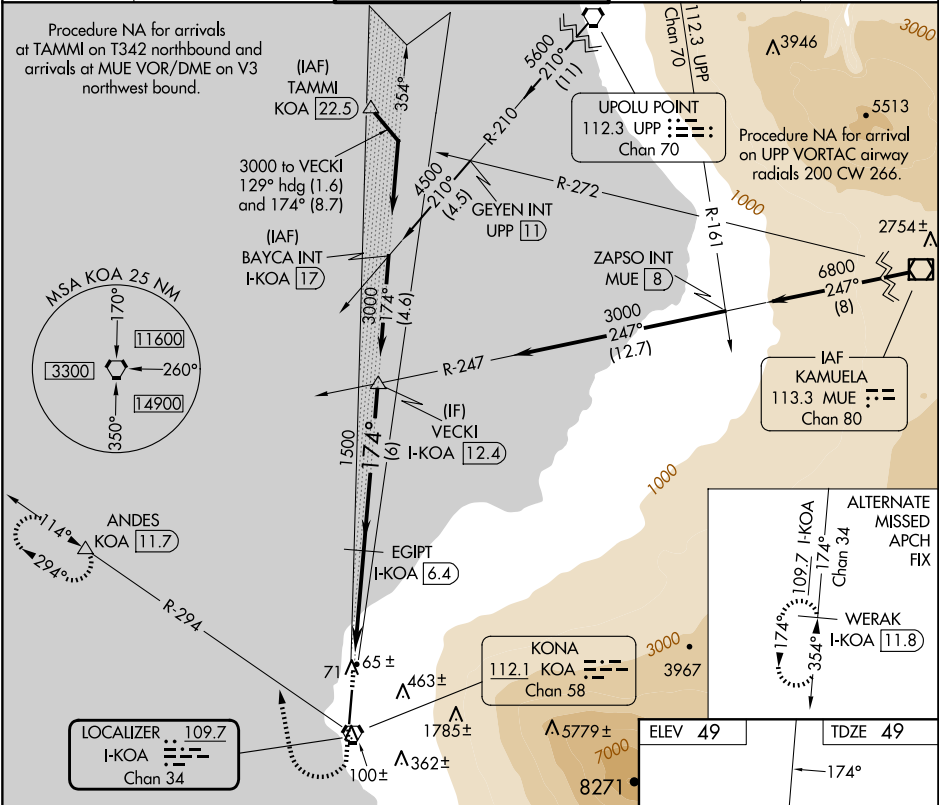 Procedure NA for arrivals
at TAMMI on T342 northbound and
arrivals at MUE VOR/DME on V3
northwest bound.
(IAF)
TAMMI
KOA 22.5
354°
3000 to VECKI
129° hdg (1.6)
and 174° (8.7)
5600
210°
(11)
R-210
4500
210°
(4.5)
112.3 UPP
Chan 70
3946
3000
5513
UPOLU POINT
112.3 UPP
Chan 70
Procedure NA for arrival
on UPP VORTAC airway
radials 200 CW 266.
R-272
GEYEN INT
UPP 11
R-161
1000
2754±
(IAF)
BAYCA INT
I-KOA 17
ZAPSO INT
MUE 8
6800
247°
(8)
MSA KOA 25 NM
170°
11600
3300
260°
14900
350°
3000
174°
(4.6)
3000
247°
(12.7)
R-247
IAF
KAMUELA
113.3 MUE
Chan 80
(IF)
VECKI
I-KOA 12.4
1500
174°
(6)
1000
ANDES
KOA 11.7
114°
294°
R-294
EGIPT
I-KOA 6.4
ALTERNATE
MISSED
APCH
FIX
109.7 I-KOA
174°
Chan 34
WERAK
I-KOA 11.8
174°
354°
KONA
112.1 KOA
Chan 58
3000
3967
71
65±
463±
1785±
5779±
362±
100±
7000
8271
LOCALIZER 109.7
I-KOA
Chan 34
ELEV 49
TDZE 49
174°